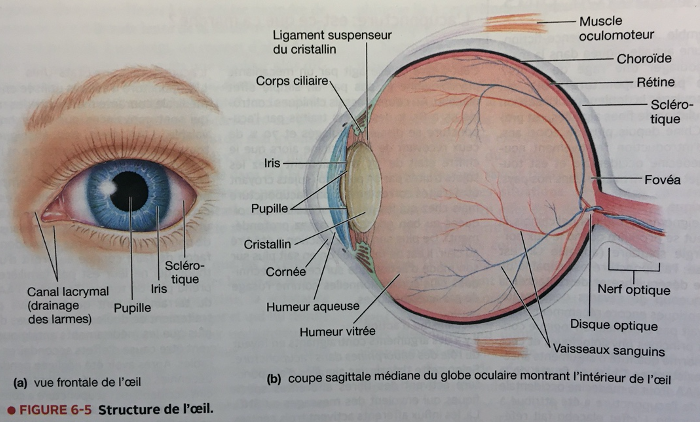 Ligament suspenseur
du cristallin
Corps ciliaire
Iris
Pupille
Cristallin
Cornée
Humeur aqueuse
Humeur vitrée
Muscle
oculomoteur
Choroïde
Rétine
Scléro-
tique
Fovéa
Nerf optique
Disque optique
Vaisseaux sanguins
Canal lacrymal
(drainage
des larmes)
Pupille
Iris
Scléro-
tique
(a) vue frontale de l'œil
(b) coupe sagittale médiane du globe oculaire montrant l'intérieur de l'œil
● FIGURE 6-5 Structure de l'œil.